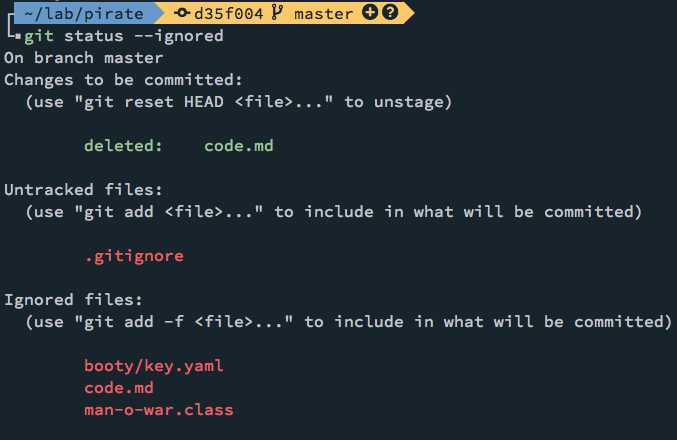 ~/lab/pirate d35f004 master
git status --ignored
On branch master
Changes to be committed:
(use "git reset HEAD <file>..." to unstage)
deleted: code.md
Untracked files:
(use "git add <file>..." to include in what will be committed)
.gitignore
Ignored files:
(use "git add -f <file>..." to include in what will be committed)
booty/key.yaml
code.md
man-o-war.class